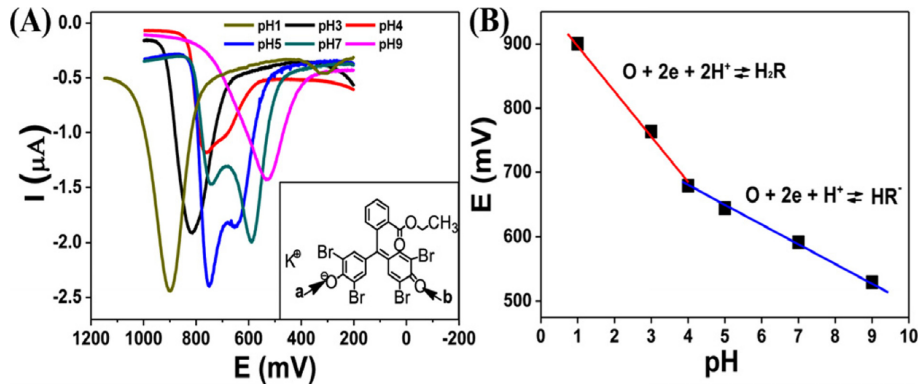 (A)
pH1 pH3 pH4
pH5 pH7 pH9
0.0
-0.5
-1.0
-1.5
-2.0
-2.5
I (μA)
1200 1000 800 600 400 200 0 -200
E (mV)
K⊕
Br
Br
Br
Br
O
O
O⊖
O
a
b
(B)
900
800
700
600
500
E (mV)
O + 2e + 2H⁺ ⇌ H₂R
O + 2e + H⁺ ⇌ HR⁻
0 1 2 3 4 5 6 7 8 9 10
pH